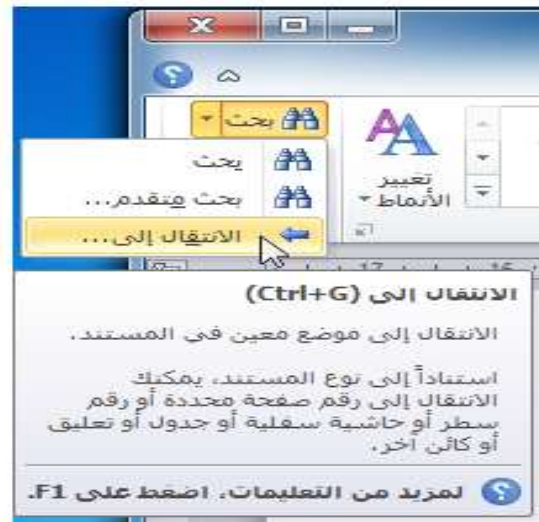 بحث
تغيير
الأنماط
بحث
بحث متقدم...
الانتقال إلى...
17
16
الانتقال إلى (Ctrl+G)
الانتقال إلى موضع معين في المستند.
استناداً إلى نوع المستند، يمكنك
الانتقال إلى رقم صفحة محددة أو رقم
سطر أو حاشية سفلية أو جدول أو تعليق
أو كائن آخر.
لمزيد من التعليمات، اضغط على F1.